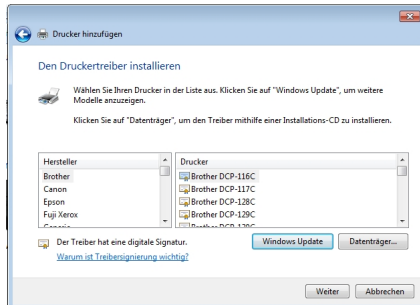 Drucker hinzufügen
Den Druckertreiber installieren
Wählen Sie Ihren Drucker in der Liste aus. Klicken Sie auf "Windows Update", um weitere
Modelle anzuzeigen.
Klicken Sie auf "Datenträger", um den Treiber mithilfe einer Installations-CD zu installieren.
Hersteller
Brother
Canon
Epson
Fuji Xerox
Drucker
Brother DCP-116C
Brother DCP-117C
Brother DCP-128C
Brother DCP-129C
Der Treiber hat eine digitale Signatur.
Warum ist Treibersignierung wichtig?
Windows Update
Datenträger...
Weiter
Abbrechen